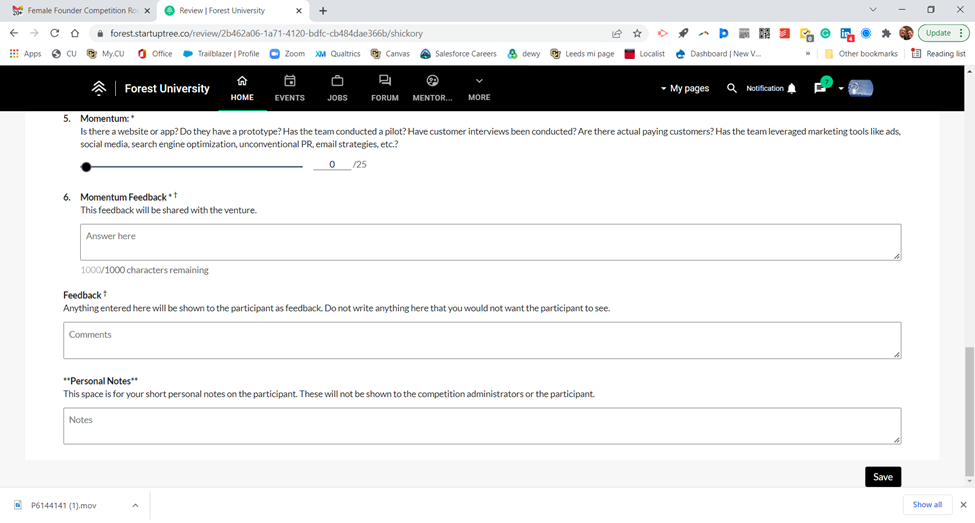 Female Founder Competition Ro
Review | Forest University
forest.startuptree.co/review/2b462a06-1a71-4120-bdfc-cb484dae366b/shickory
Update
Apps
CU
My.CU
Office
Trailblazer | Profile
Zoom
XM Qualtrics
Canvas
Salesforce Careers
dewy
Leeds mi page
Localist
Dashboard | New V...
»
Other bookmarks
Reading list
Forest University
HOME
EVENTS
JOBS
FORUM
MENTOR...
MORE
My pages
Notification
7
5. Momentum: *
Is there a website or app? Do they have a prototype? Has the team conducted a pilot? Have customer interviews been conducted? Are there actual paying customers? Has the team leveraged marketing tools like ads,
social media, search engine optimization, unconventional PR, email strategies, etc.?
0 /25
6. Momentum Feedback * †
This feedback will be shared with the venture.
Answer here
1000/1000 characters remaining
Feedback †
Anything entered here will be shown to the participant as feedback. Do not write anything here that you would not want the participant to see.
Comments
**Personal Notes**
This space is for your short personal notes on the participant. These will not be shown to the competition administrators or the participant.
Notes
Save
P6144141 (1).mov
Show all